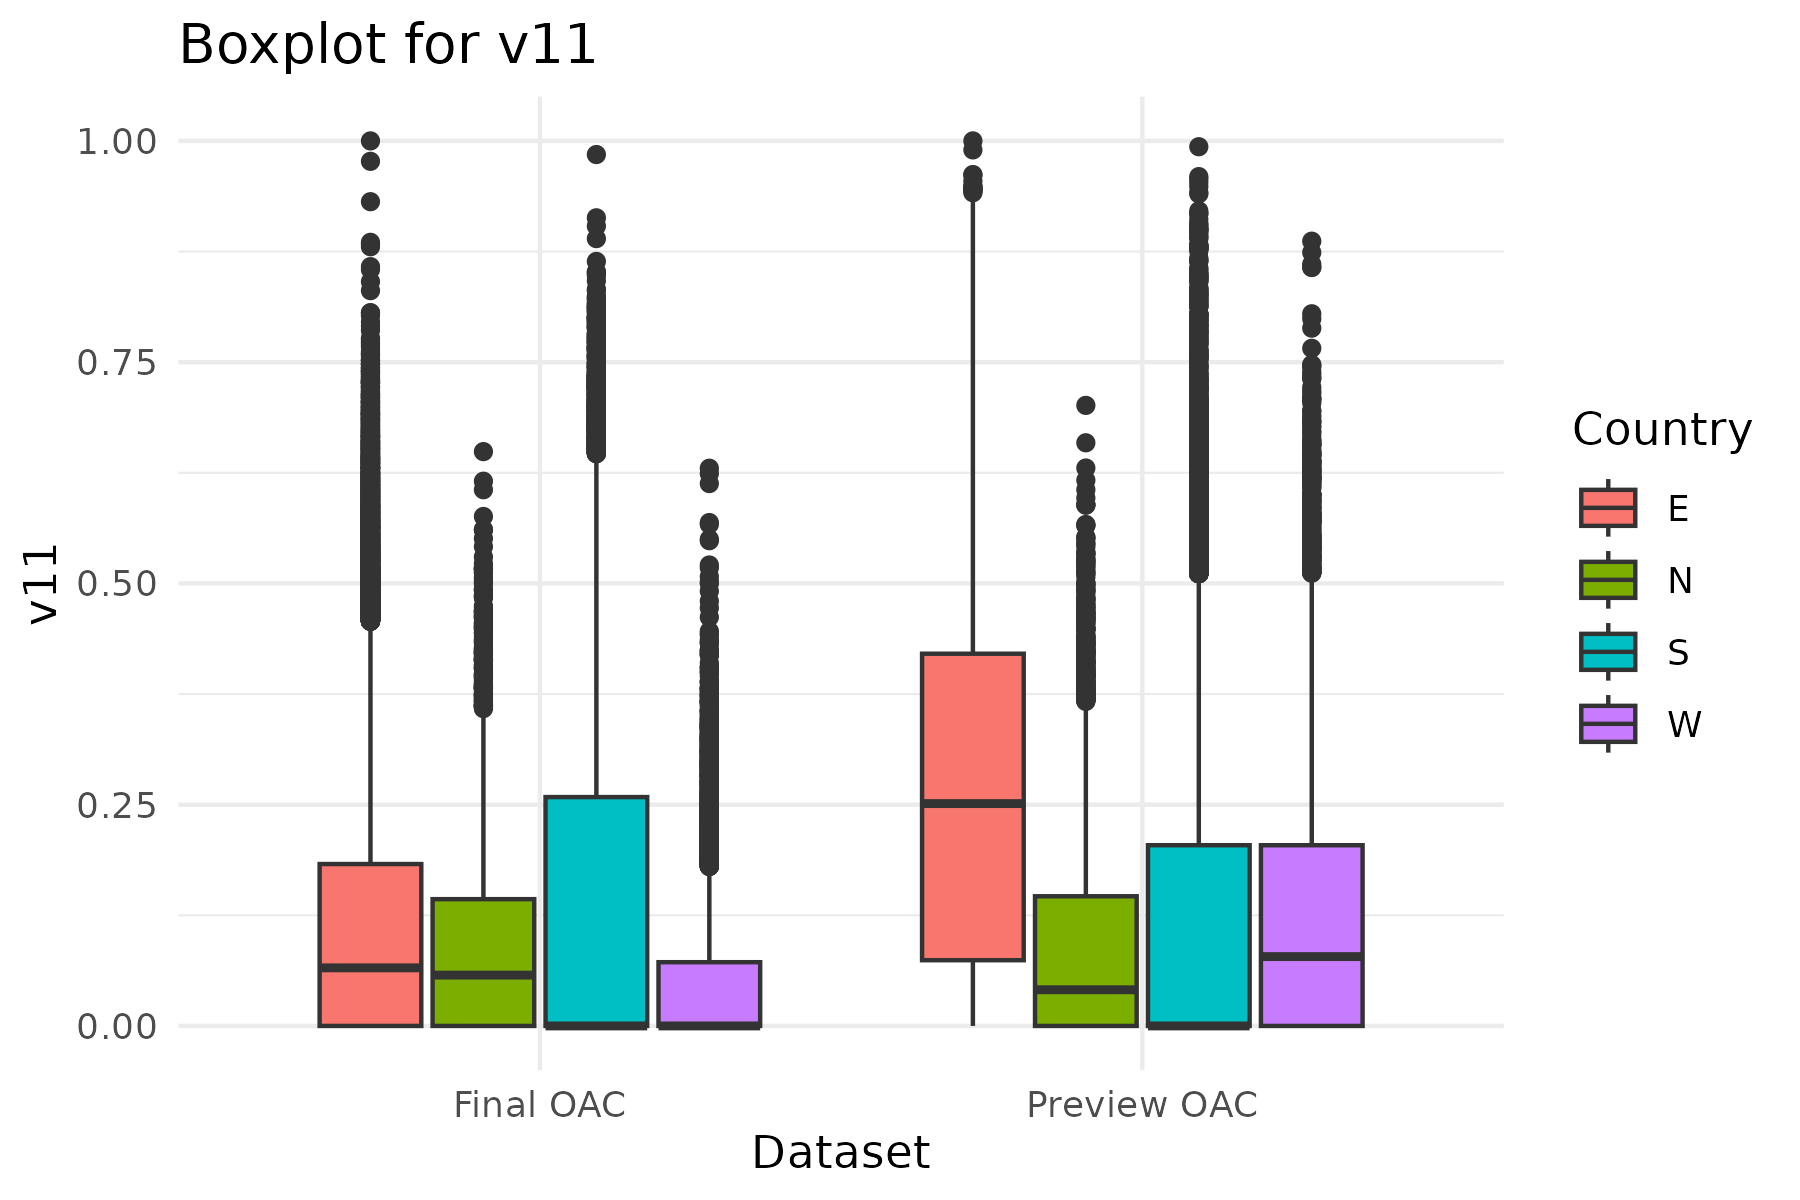 Boxplot for v11
1.00
0.75
0.50
0.25
0.00
v11
Final OAC
Preview OAC
Dataset
Country
E
N
S
W